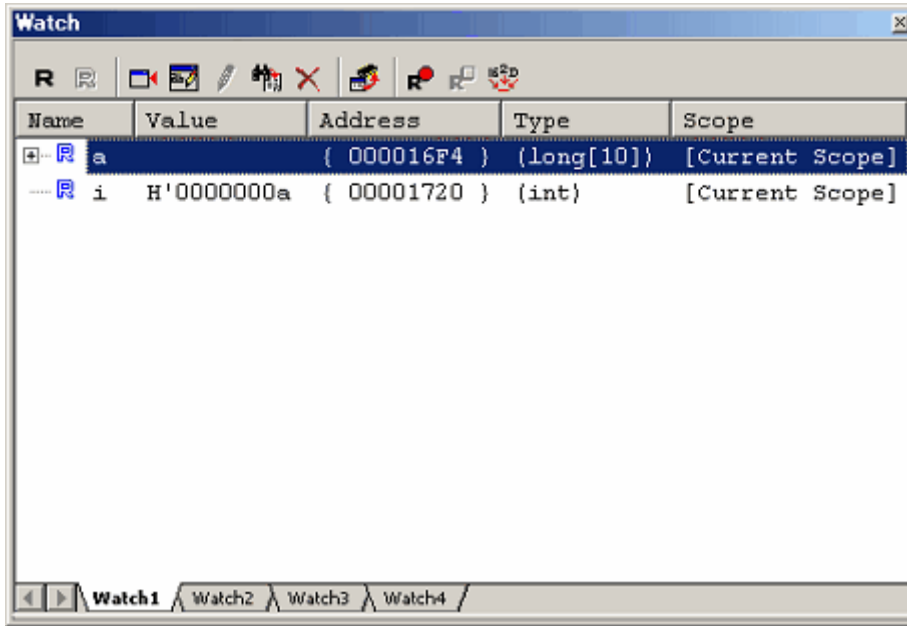 Watch
R R
Name Value Address Type Scope
R a { 000016F4 } (long[10]) [Current Scope]
R i H'0000000a { 00001720 } (int) [Current Scope]
Watch1 Watch2 Watch3 Watch4